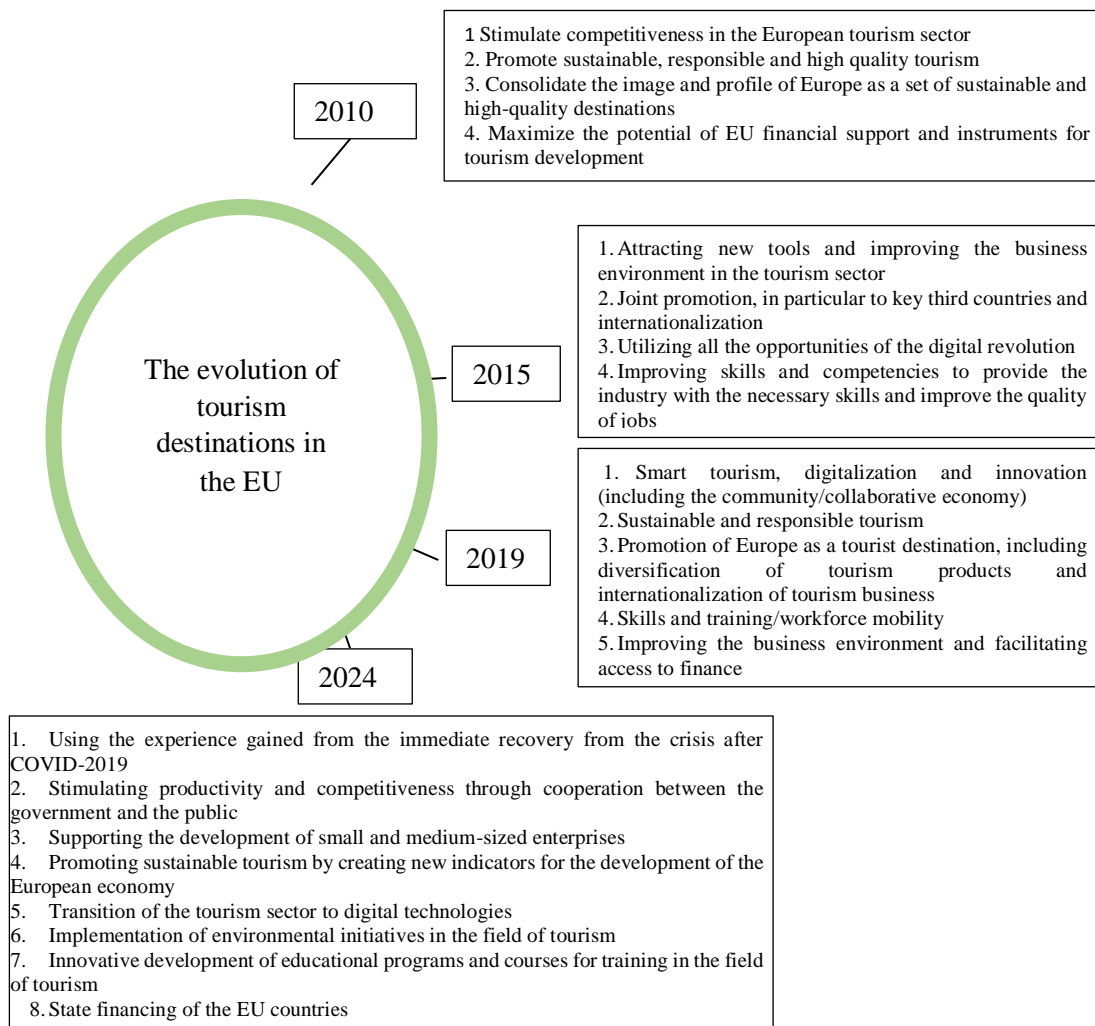 1 Stimulate competitiveness in the European tourism sector
2. Promote sustainable, responsible and high quality tourism
3. Consolidate the image and profile of Europe as a set of sustainable and
high-quality destinations
4. Maximize the potential of EU financial support and instruments for
tourism development
2010
1. Attracting new tools and improving the business
environment in the tourism sector
2. Joint promotion, in particular to key third countries and
internationalization
3. Utilizing all the opportunities of the digital revolution
4. Improving skills and competencies to provide the
industry with the necessary skills and improve the quality
of jobs
2015
The evolution of
tourism
destinations in
the EU
1. Smart tourism, digitalization and innovation
(including the community/collaborative economy)
2. Sustainable and responsible tourism
3. Promotion of Europe as a tourist destination, including
diversification of tourism products and
internationalization of tourism business
4. Skills and training/workforce mobility
5. Improving the business environment and facilitating
access to finance
2019
2024
1. Using the experience gained from the immediate recovery from the crisis after
COVID-2019
2. Stimulating productivity and competitiveness through cooperation between the
government and the public
3. Supporting the development of small and medium-sized enterprises
4. Promoting sustainable tourism by creating new indicators for the development of the
European economy
5. Transition of the tourism sector to digital technologies
6. Implementation of environmental initiatives in the field of tourism
7. Innovative development of educational programs and courses for training in the field
of tourism
8. State financing of the EU countries